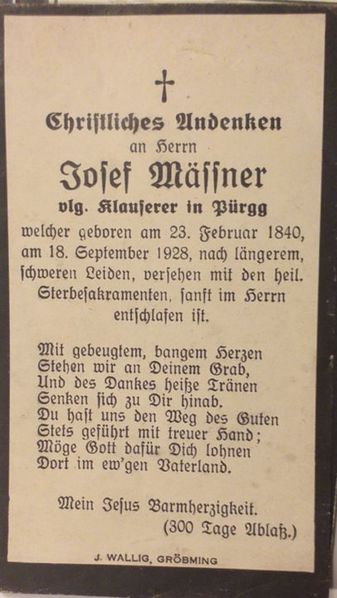 Christliches Andenken
an Herrn
Josef Mässner
vlg. Klauserer in Pürgg
welcher geboren am 23. Februar 1840,
am 18. September 1928, nach längerem,
schweren Leiden, versehen mit den heil.
Sterbesakramenten, sanft im Herrn
entschlafen ist.
Mit gebeugtem, bangem Herzen
Stehen wir an Deinem Grab,
Und des Dankes heiße Tränen
Senken sich zu Dir hinab.
Du hast uns den Weg des Guten
Stets geführt mit treuer Hand;
Möge Gott dafür Dich lohnen
Dort im ew'gen Vaterland.
Mein Jesus Barmherzigkeit.
(300 Tage Ablaß.)
J. WALLIG, GRÖBMING